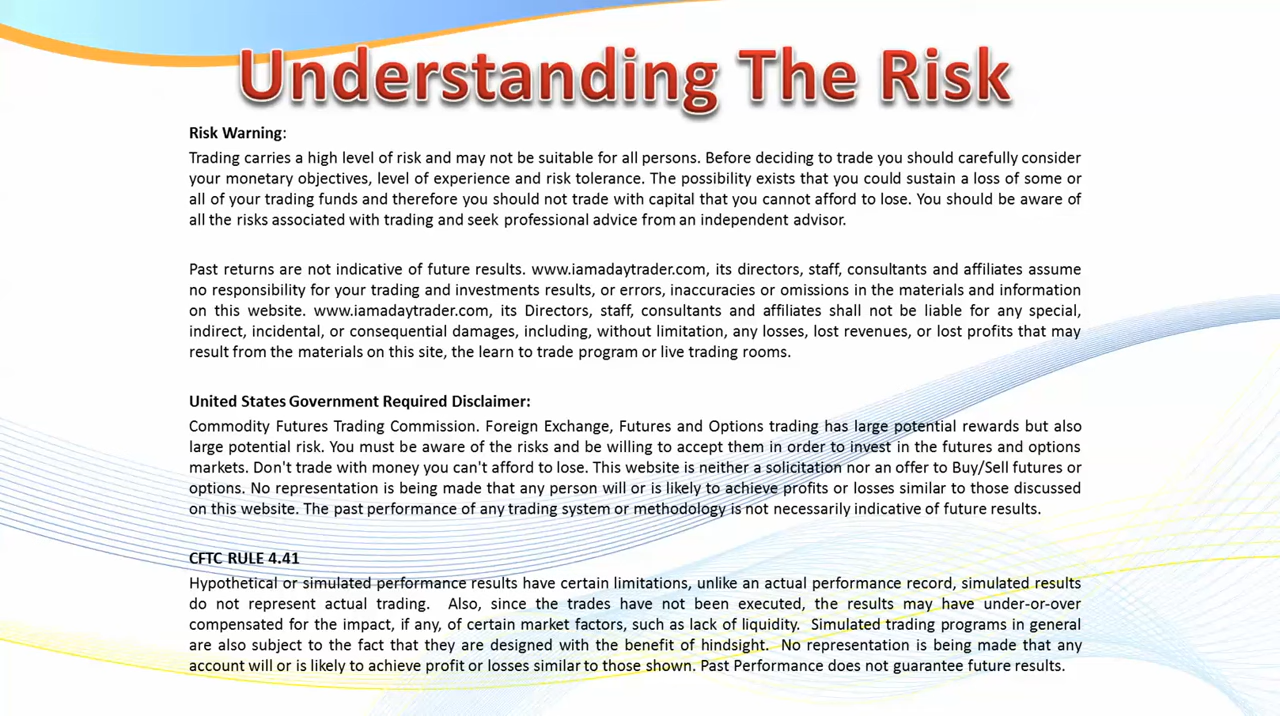 Understanding The Risk
Risk Warning:
Trading carries a high level of risk and may not be suitable for all persons. Before deciding to trade you should carefully consider
your monetary objectives, level of experience and risk tolerance. The possibility exists that you could sustain a loss of some or
all of your trading funds and therefore you should not trade with capital that you cannot afford to lose. You should be aware of
all the risks associated with trading and seek professional advice from an independent advisor.
Past returns are not indicative of future results. www.iamadaytrader.com, its directors, staff, consultants and affiliates assume
no responsibility for your trading and investments results, or errors, inaccuracies or omissions in the materials and information
on this website. www.iamadaytrader.com, its Directors, staff, consultants and affiliates shall not be liable for any special,
indirect, incidental, or consequential damages, including, without limitation, any losses, lost revenues, or lost profits that may
result from the materials on this site, the learn to trade program or live trading rooms.
United States Government Required Disclaimer:
Commodity Futures Trading Commission. Foreign Exchange, Futures and Options trading has large potential rewards but also
large potential risk. You must be aware of the risks and be willing to accept them in order to invest in the futures and options
markets. Don't trade with money you can't afford to lose. This website is neither a solicitation nor an offer to Buy/Sell futures or
options. No representation is being made that any person will or is likely to achieve profits or losses similar to those discussed
on this website. The past performance of any trading system or methodology is not necessarily indicative of future results.
CFTC RULE 4.41
Hypothetical or simulated performance results have certain limitations, unlike an actual performance record, simulated results
do not represent actual trading.  Also, since the trades have not been executed, the results may have under-or-over
compensated for the impact, if any, of certain market factors, such as lack of liquidity.  Simulated trading programs in general
are also subject to the fact that they are designed with the benefit of hindsight.  No representation is being made that any
account will or is likely to achieve profit or losses similar to those shown. Past Performance does not guarantee future results.